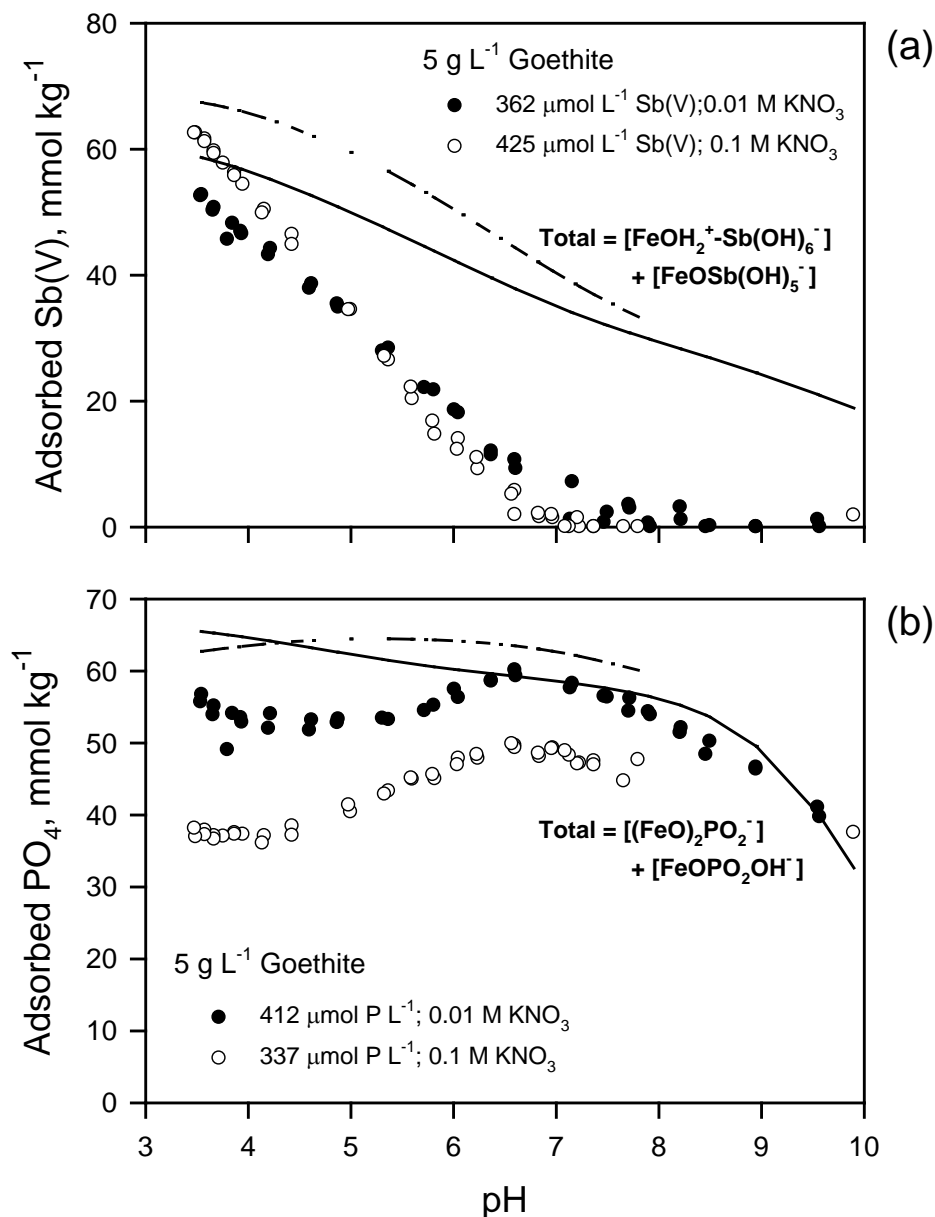 (a)
80
60
40
20
0
Adsorbed Sb(V), mmol kg⁻¹
5 g L⁻¹ Goethite
362 μmol L⁻¹ Sb(V);0.01 M KNO₃
425 μmol L⁻¹ Sb(V); 0.1 M KNO₃
Total = [FeOH₂⁺-Sb(OH)₆⁻]
+ [FeOSb(OH)₅⁻]
(b)
70
60
50
40
30
20
10
0
Adsorbed PO₄, mmol kg⁻¹
Total = [(FeO)₂PO₂⁻]
+ [FeOPO₂OH⁻]
5 g L⁻¹ Goethite
412 μmol P L⁻¹; 0.01 M KNO₃
337 μmol P L⁻¹; 0.1 M KNO₃
3 4 5 6 7 8 9 10
pH